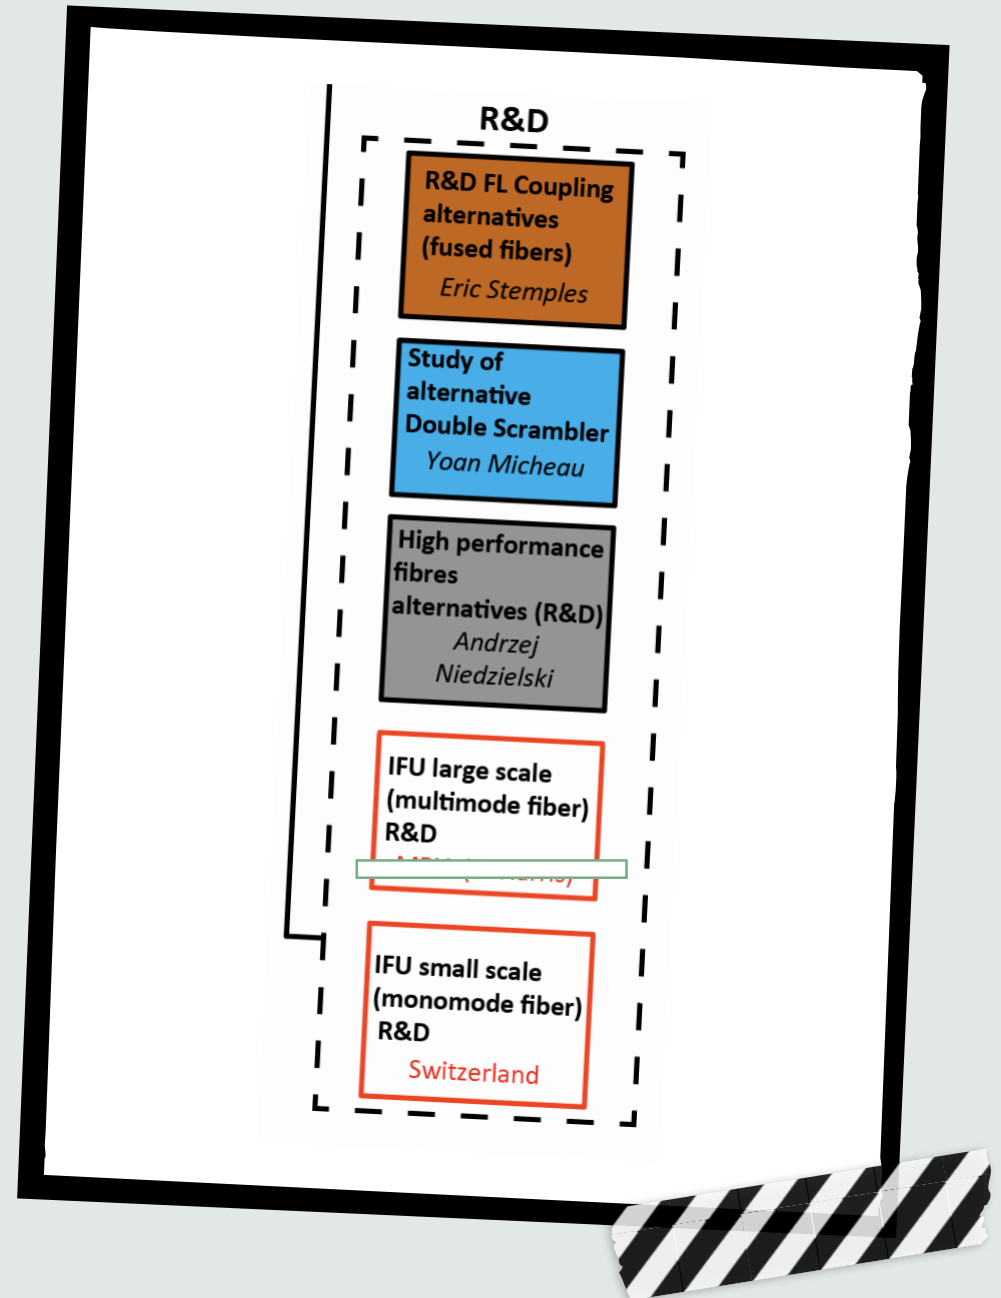 R&D
R&D FL Coupling
alternatives
(fused fibers)
Eric Stemples
Study of
alternative
Double Scrambler
Yoan Micheau
High performance
fibres
alternatives (R&D)
Andrzej
Niedzielski
IFU large scale
(multimode fiber)
R&D
IFU small scale
(monomode fiber)
R&D
Switzerland